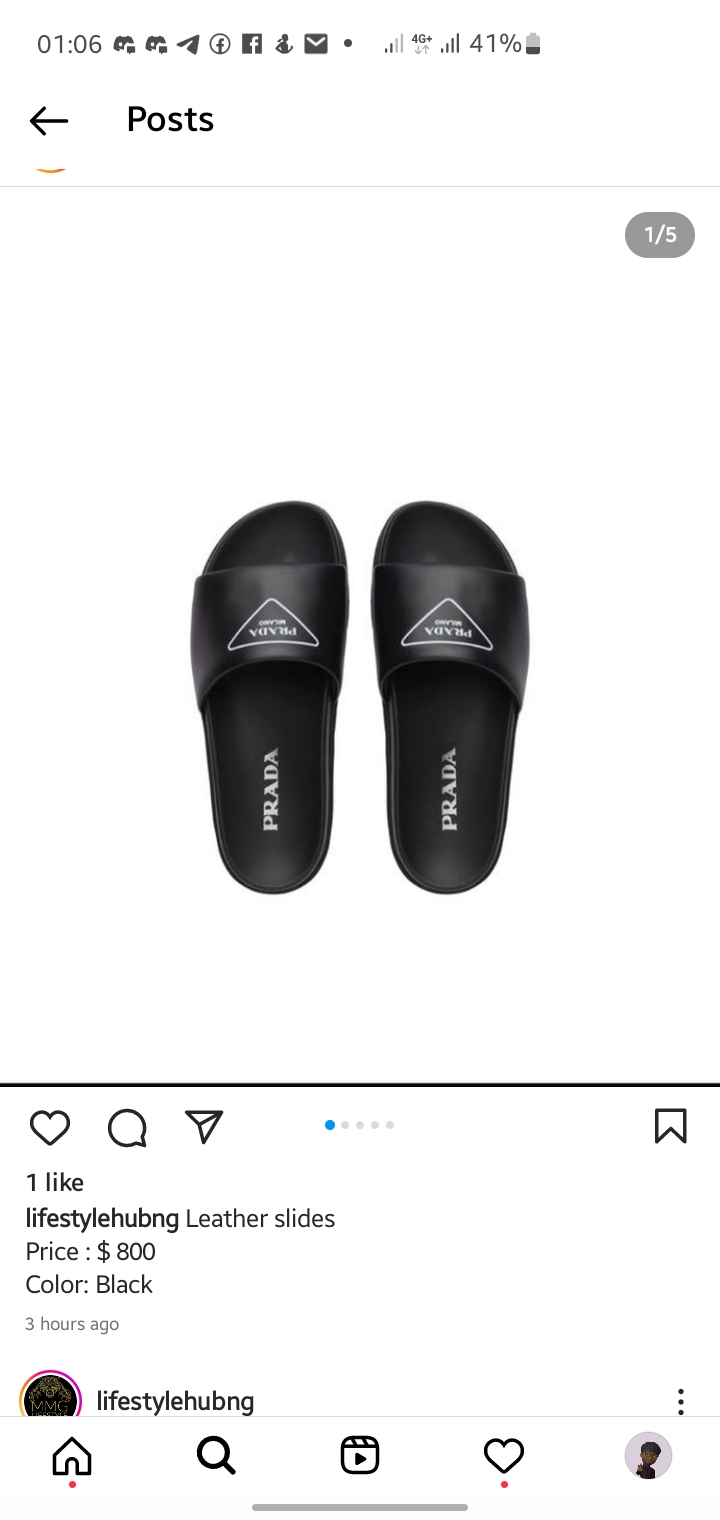 01:06 4G+ 41%
Posts
1/5
PRADA
MILANO
PRADA
MILANO
PRADA
PRADA
1 like
lifestylehubng Leather slides
Price : $ 800
Color: Black
3 hours ago
MMG
lifestylehubng